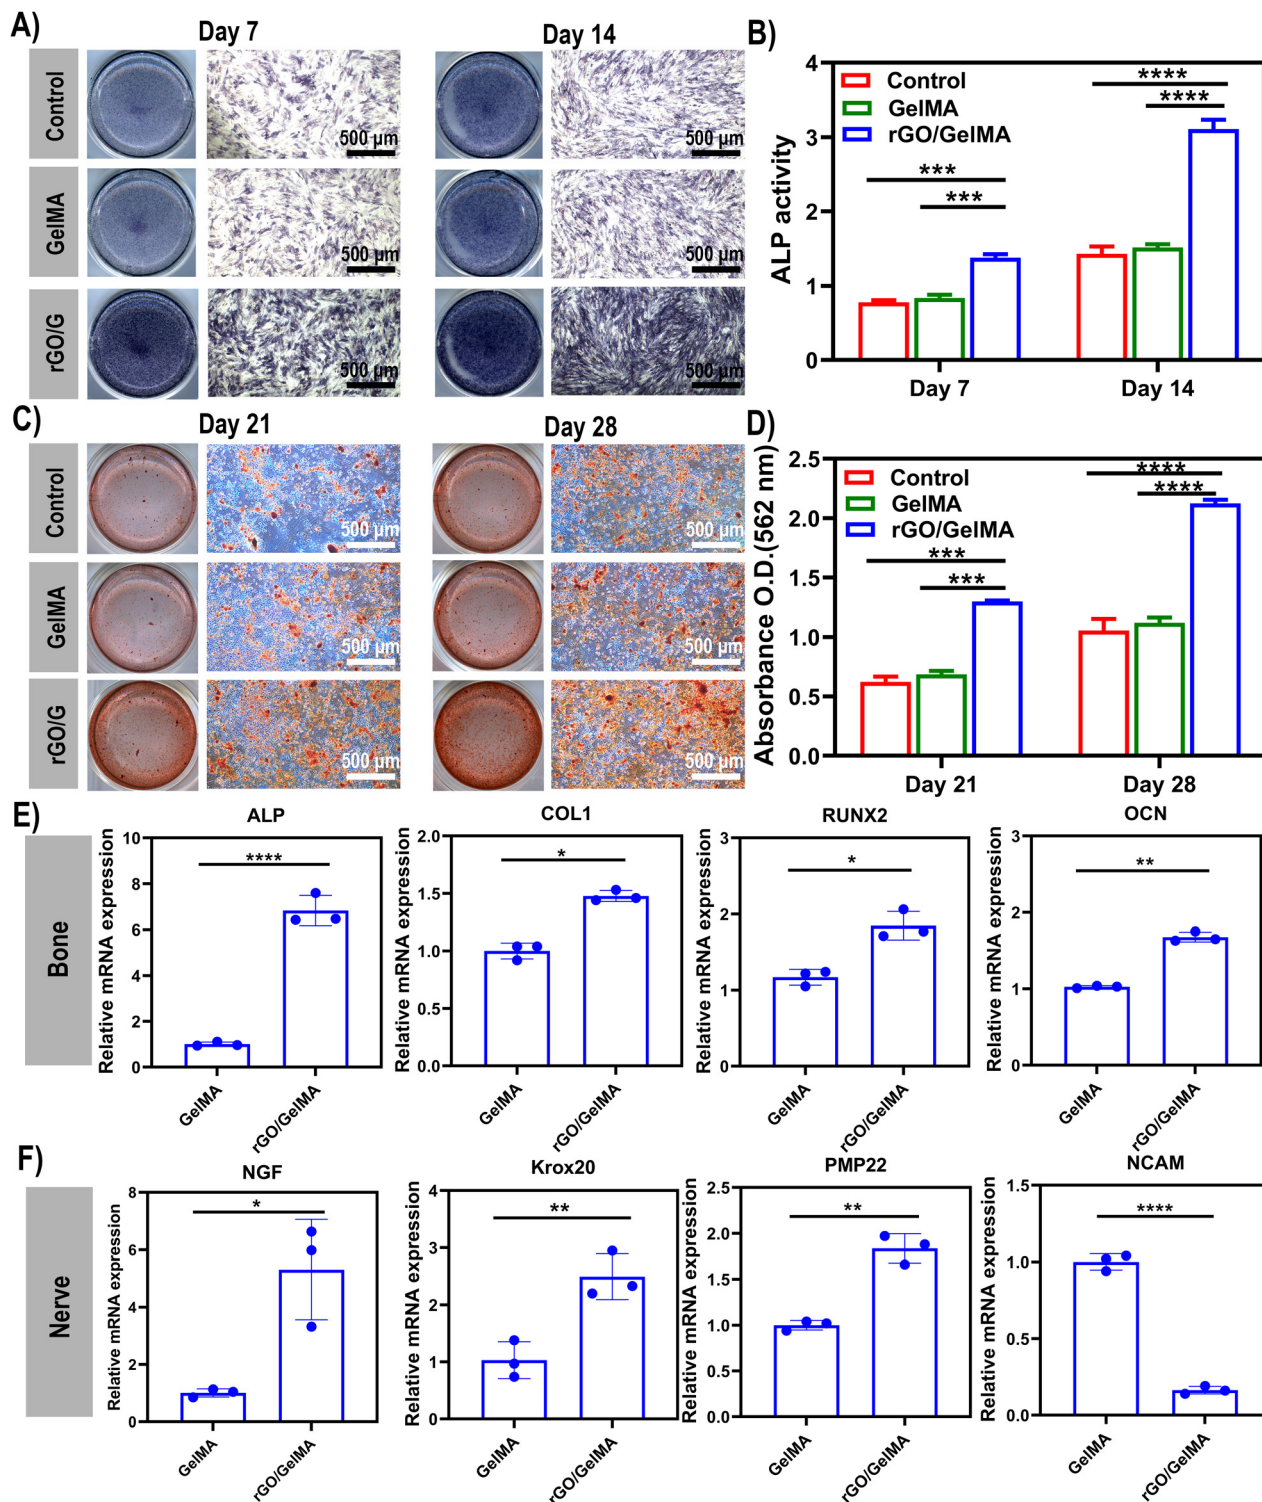 A)
Day 7
Day 14
Control
500 µm
500 µm
GelMA
500 µm
500 µm
rGO/G
500 µm
500 µm
B)
ALP activity
4
3
2
1
0
Control
GelMA
rGO/GelMA
***
***
****
****
Day 7
Day 14
C)
Day 21
Day 28
Control
500 µm
500 µm
GelMA
500 µm
500 µm
rGO/G
500 µm
500 µm
D)
Absorbance O.D.(562 nm)
2.5
2.0
1.5
1.0
0.5
0.0
Control
GelMA
rGO/GelMA
***
***
****
****
Day 21
Day 28
E)
Bone
ALP
Relative mRNA expression
10
8
6
4
2
0
****
GelMA
rGO/GelMA
COL1
Relative mRNA expression
2.0
1.5
1.0
0.5
0.0
*
GelMA
rGO/GelMA
RUNX2
Relative mRNA expression
3
2
1
0
*
GelMA
rGO/GelMA
OCN
Relative mRNA expression
3
2
1
0
**
GelMA
rGO/GelMA
F)
Nerve
NGF
Relative mRNA expression
8
6
4
2
0
*
GelMA
rGO/GelMA
Krox20
Relative mRNA expression
4
3
2
1
0
**
GelMA
rGO/GelMA
PMP22
Relative mRNA expression
2.5
2.0
1.5
1.0
0.5
0.0
**
GelMA
rGO/GelMA
NCAM
Relative mRNA expression
1.5
1.0
0.5
0.0
****
GelMA
rGO/GelMA